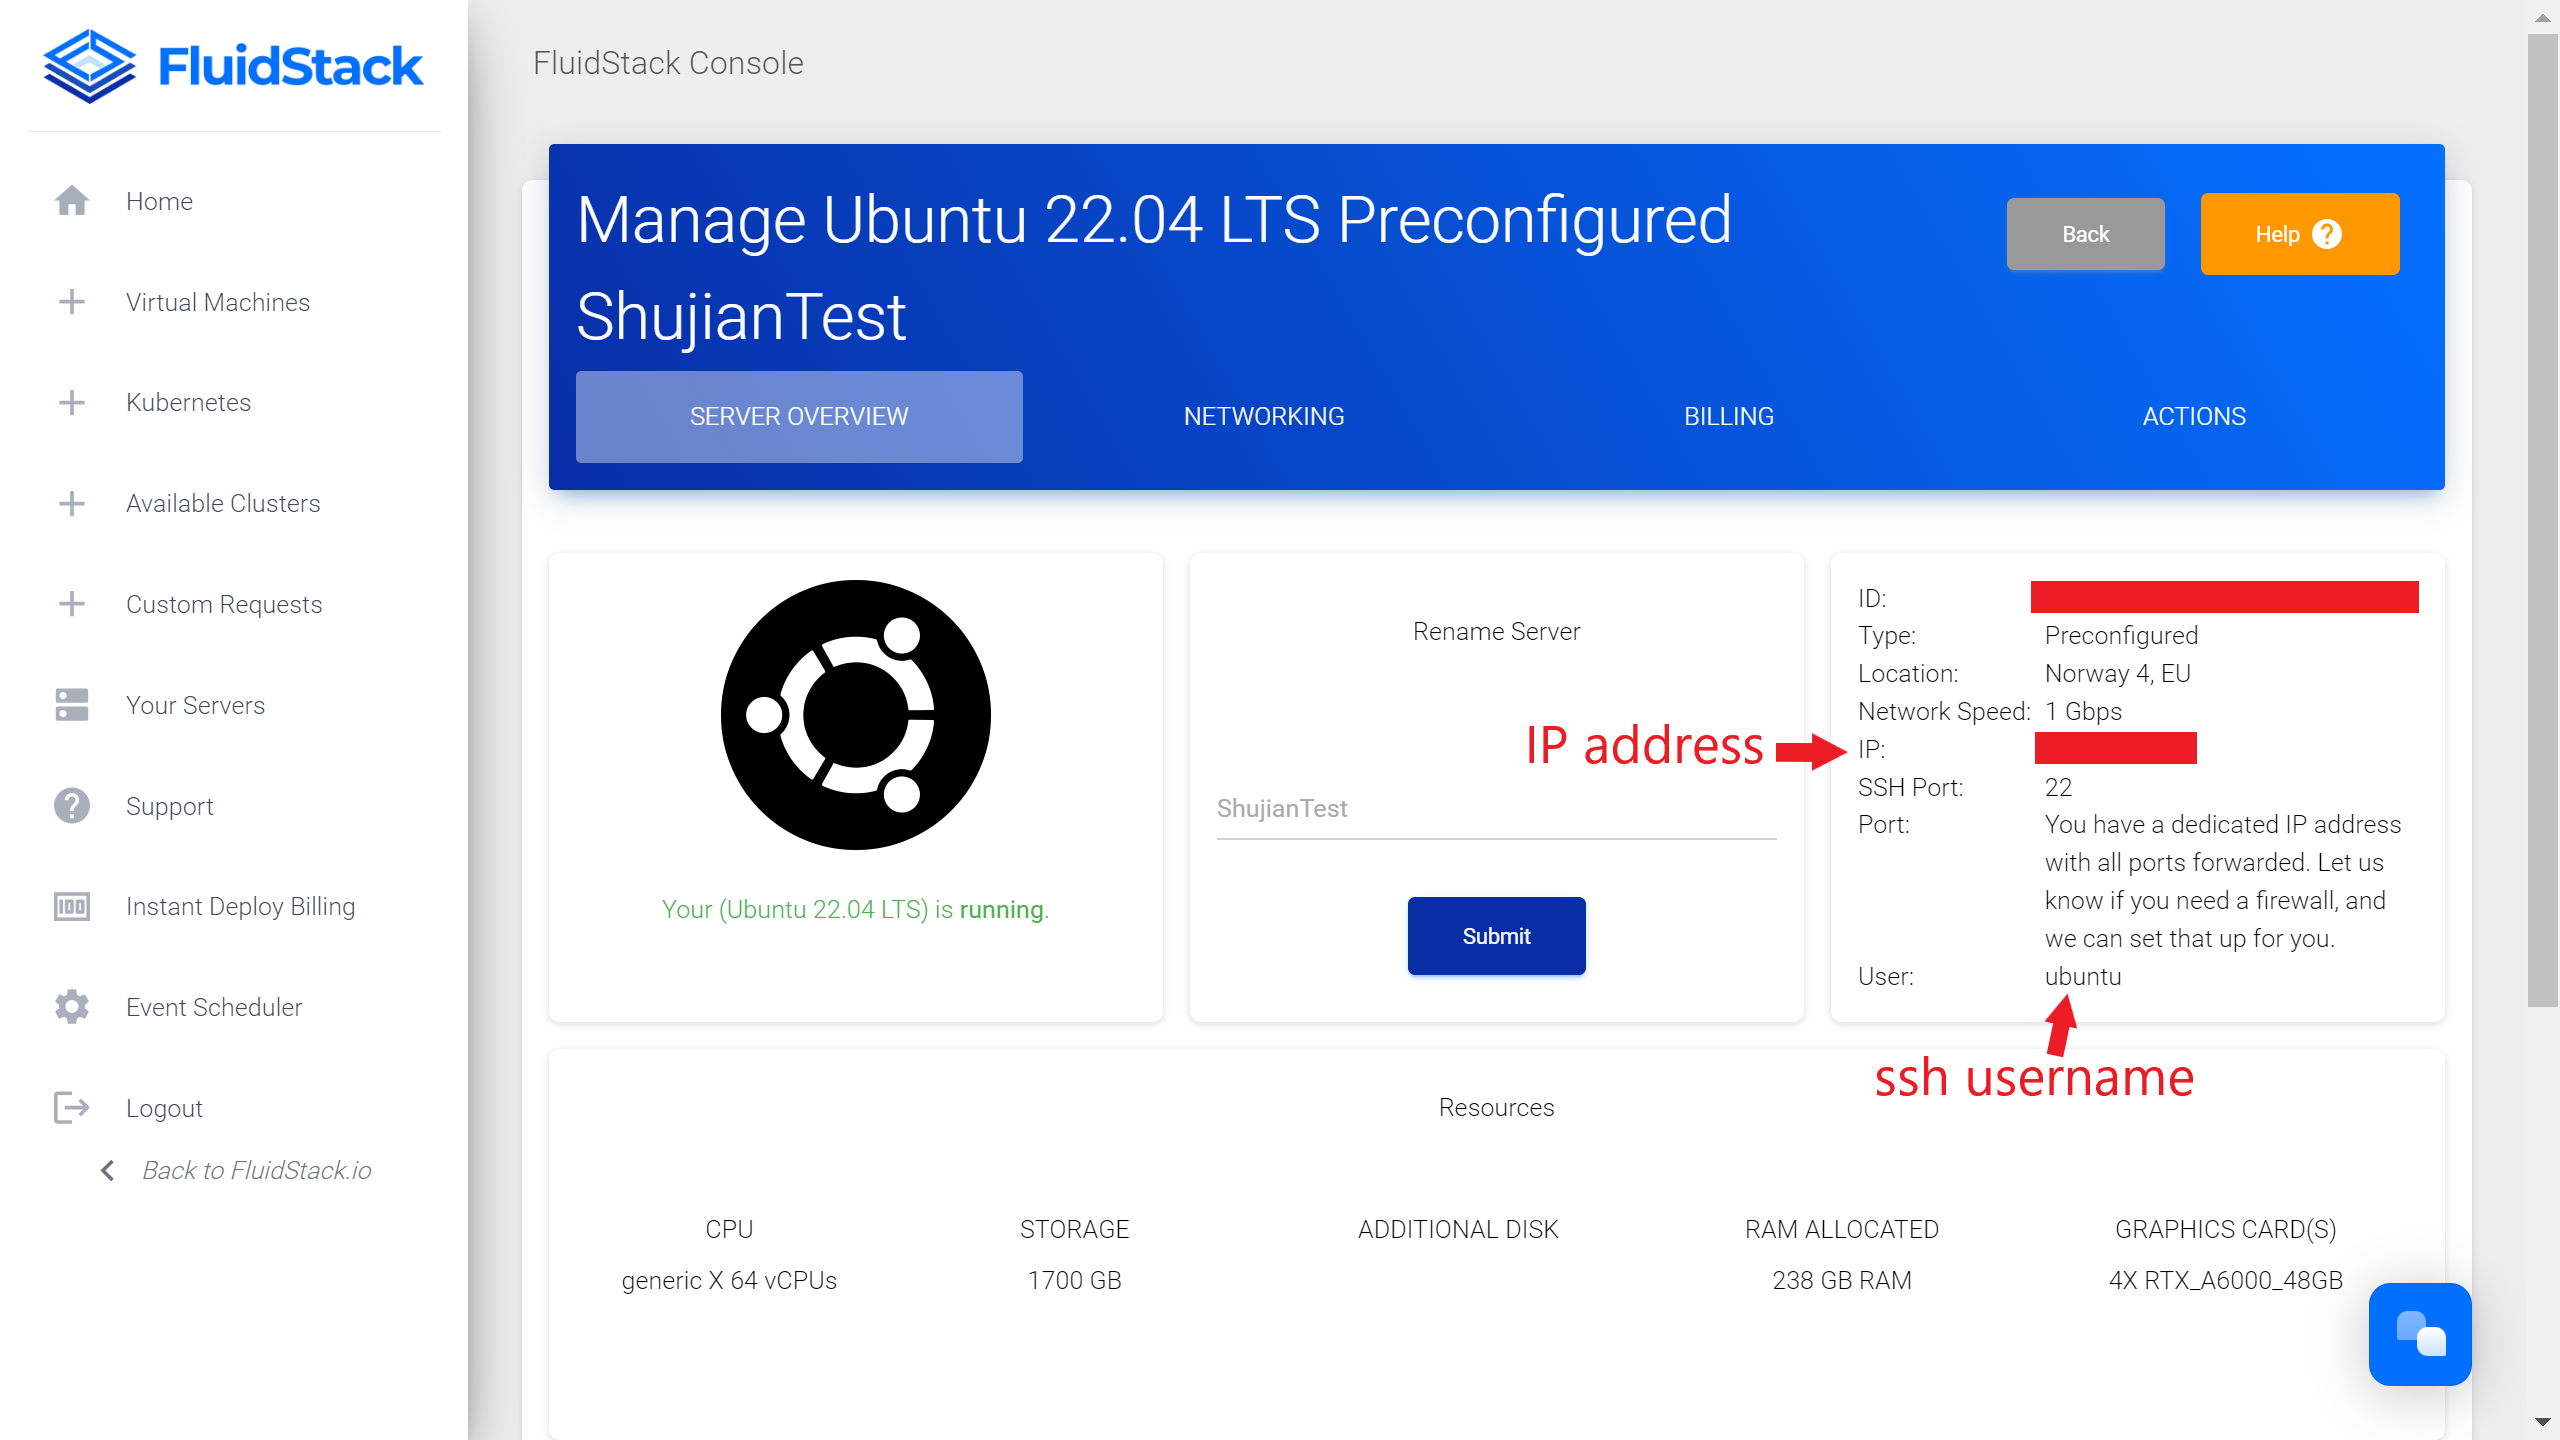 FluidStack
Home
Virtual Machines
Kubernetes
Available Clusters
Custom Requests
Your Servers
Support
Instant Deploy Billing
Event Scheduler
Logout
Back to FluidStack.io
FluidStack Console
Manage Ubuntu 22.04 LTS Preconfigured
ShujianTest
Back
Help ?
SERVER OVERVIEW
NETWORKING
BILLING
ACTIONS
Your (Ubuntu 22.04 LTS) is running.
Rename Server
ShujianTest
Submit
ID:
Type: Preconfigured
Location: Norway 4, EU
Network Speed: 1 Gbps
IP address
IP:
SSH Port: 22
Port: You have a dedicated IP address
with all ports forwarded. Let us
know if you need a firewall, and
we can set that up for you.
User: ubuntu
ssh username
Resources
CPU
STORAGE
ADDITIONAL DISK
RAM ALLOCATED
GRAPHICS CARD(S)
generic X 64 vCPUs
1700 GB
238 GB RAM
4X RTX_A6000_48GB